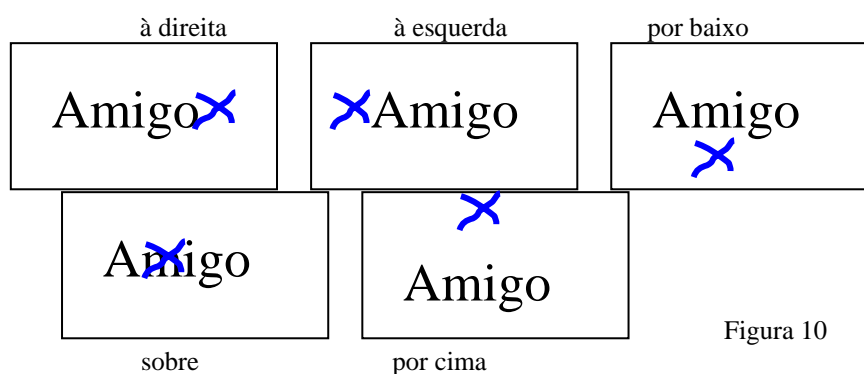 à direita à esquerda por baixo
Amigo Amigo Amigo
Amigo Amigo
Figura 10
sobre por cima